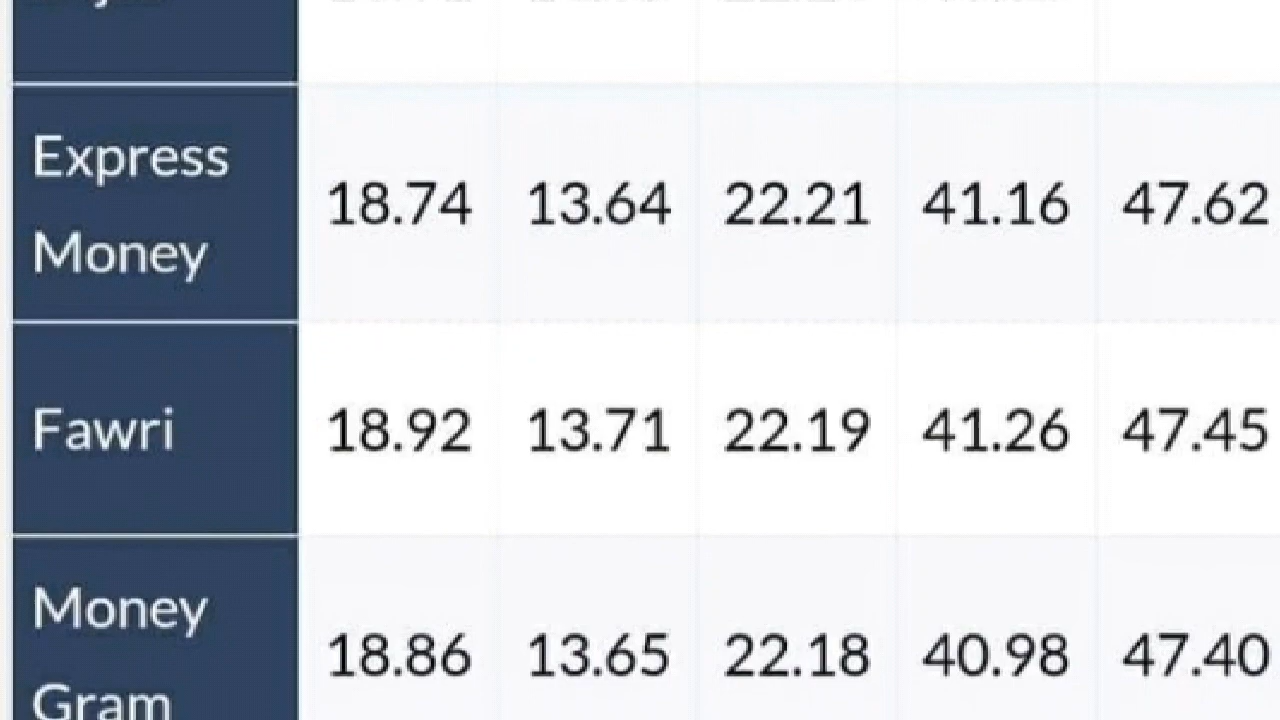 Express
Money
18.74 13.64 22.21 41.16 47.62
Fawri
18.92 13.71 22.19 41.26 47.45
Money
Gram
18.86 13.65 22.18 40.98 47.40